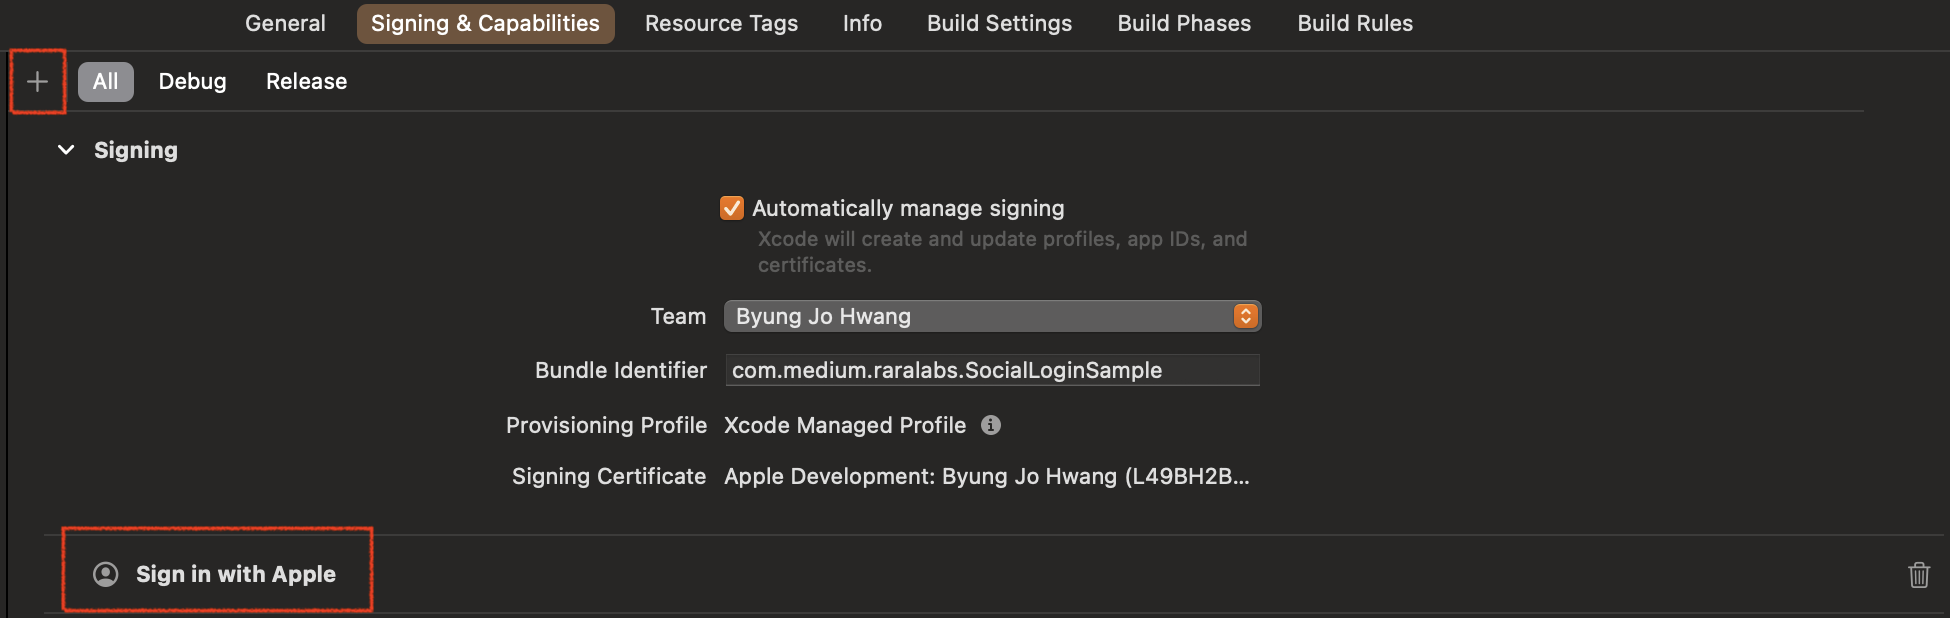 General Signing & Capabilities Resource Tags Info Build Settings Build Phases Build Rules
All Debug Release
Signing
Automatically manage signing
Xcode will create and update profiles, app IDs, and
certificates.
Team Byung Jo Hwang
Bundle Identifier com.medium.raralabs.SocialLoginSample
Provisioning Profile Xcode Managed Profile
Signing Certificate Apple Development: Byung Jo Hwang (L49BH2B...
Sign in with Apple